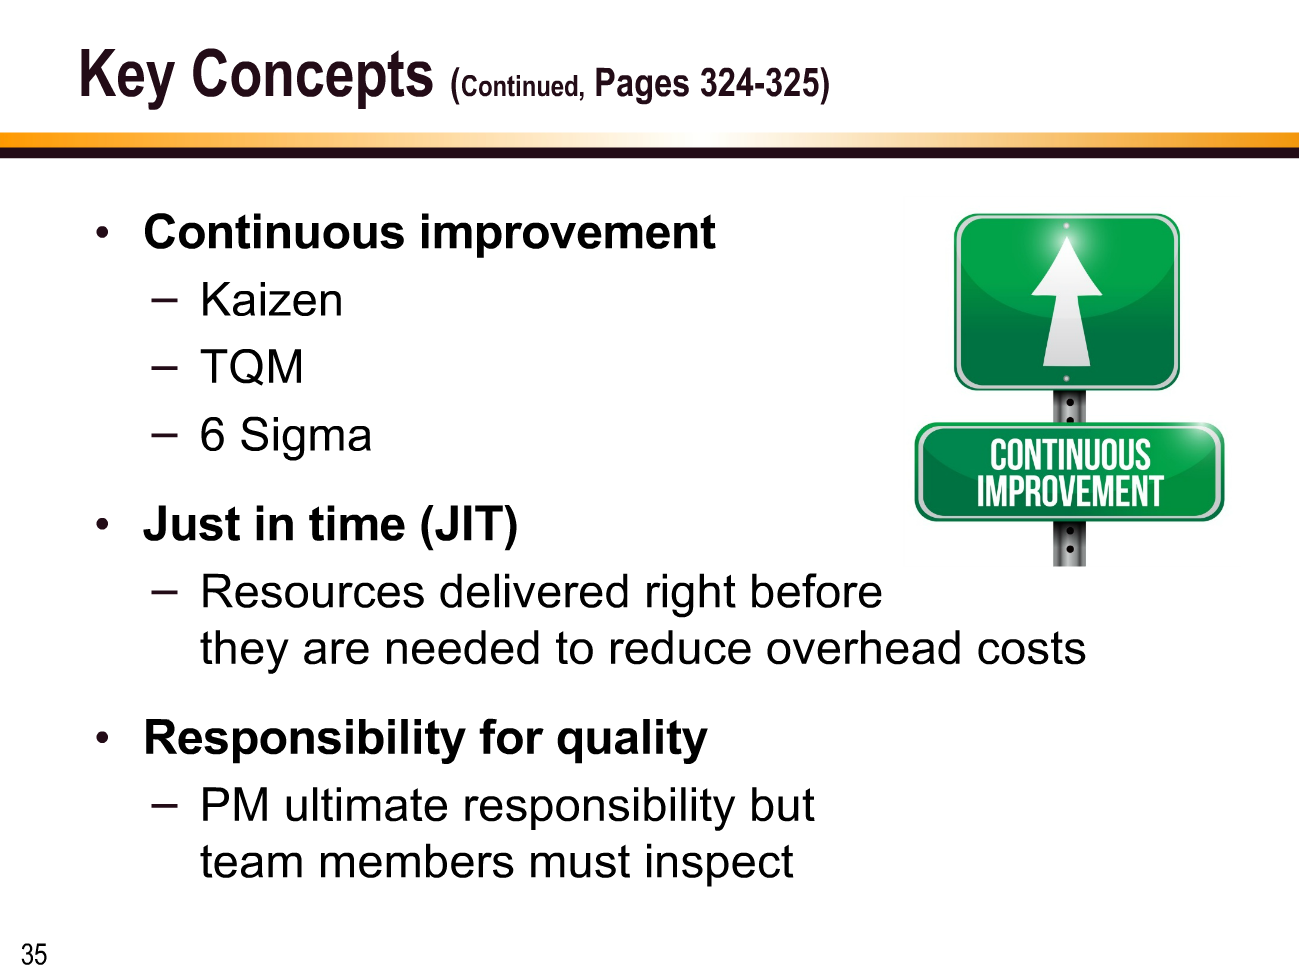 Key Concepts (Continued, Pages 324-325)
• Continuous improvement
– Kaizen
– TQM
– 6 Sigma
CONTINUOUS
IMPROVEMENT
• Just in time (JIT)
– Resources delivered right before
they are needed to reduce overhead costs
• Responsibility for quality
– PM ultimate responsibility but
team members must inspect
35